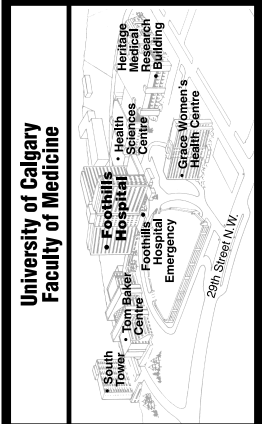 University of Calgary
Faculty of Medicine
• South
Tower
• Tom Baker
Centre
• Foothills
Hospital
Foothills •
Hospital
Emergency
• Health
Sciences
Centre
Heritage
Medical
Research
• Building
• Grace Women's
Health Centre
29th Street N.W.